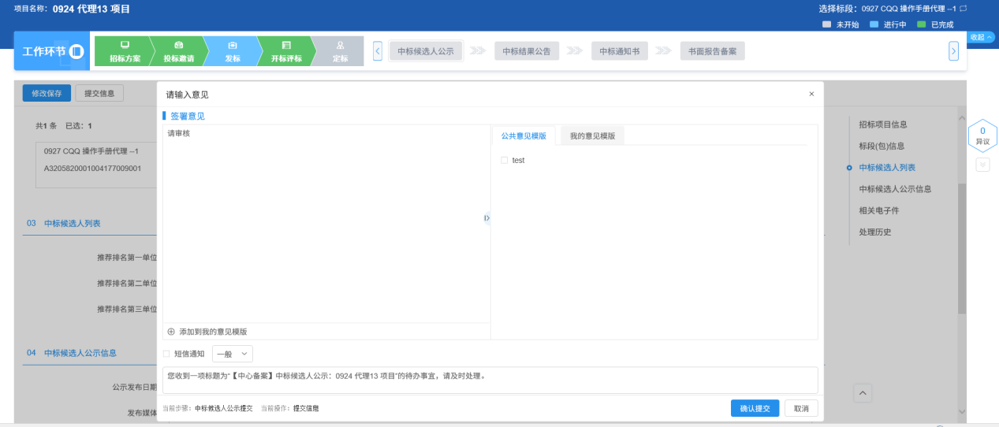 项目名称：0924 代理13 项目
选择标段：0927 CQQ 操作手册代理 --1
未开始 进行中 已完成
收起
工作环节
招标方案 投标邀请 发标 开标评标 定标
中标候选人公示 中标结果公告 中标通知书 书面报告备案
修改保存 提交信息
共1 条 已选：1
0927 CQQ 操作手册代理 --1
A3205820001004177009001
03 中标候选人列表
推荐排名第一单位
推荐排名第二单位
推荐排名第三单位
04 中标候选人公示信息
公示发布日期
发布媒体
请输入意见 ×
签署意见
请审核
公共意见模版 我的意见模版
test
添加到我的意见模版
短信通知 一般
您收到一项标题为“【中心备案】中标候选人公示：0924 代理13 项目”的待办事宜，请及时处理。
当前步骤：中标候选人公示提交 当前操作：提交信息
确认提交 取消
招标项目信息
标段(包)信息
中标候选人列表
中标候选人公示信息
相关电子件
处理历史
0
异议